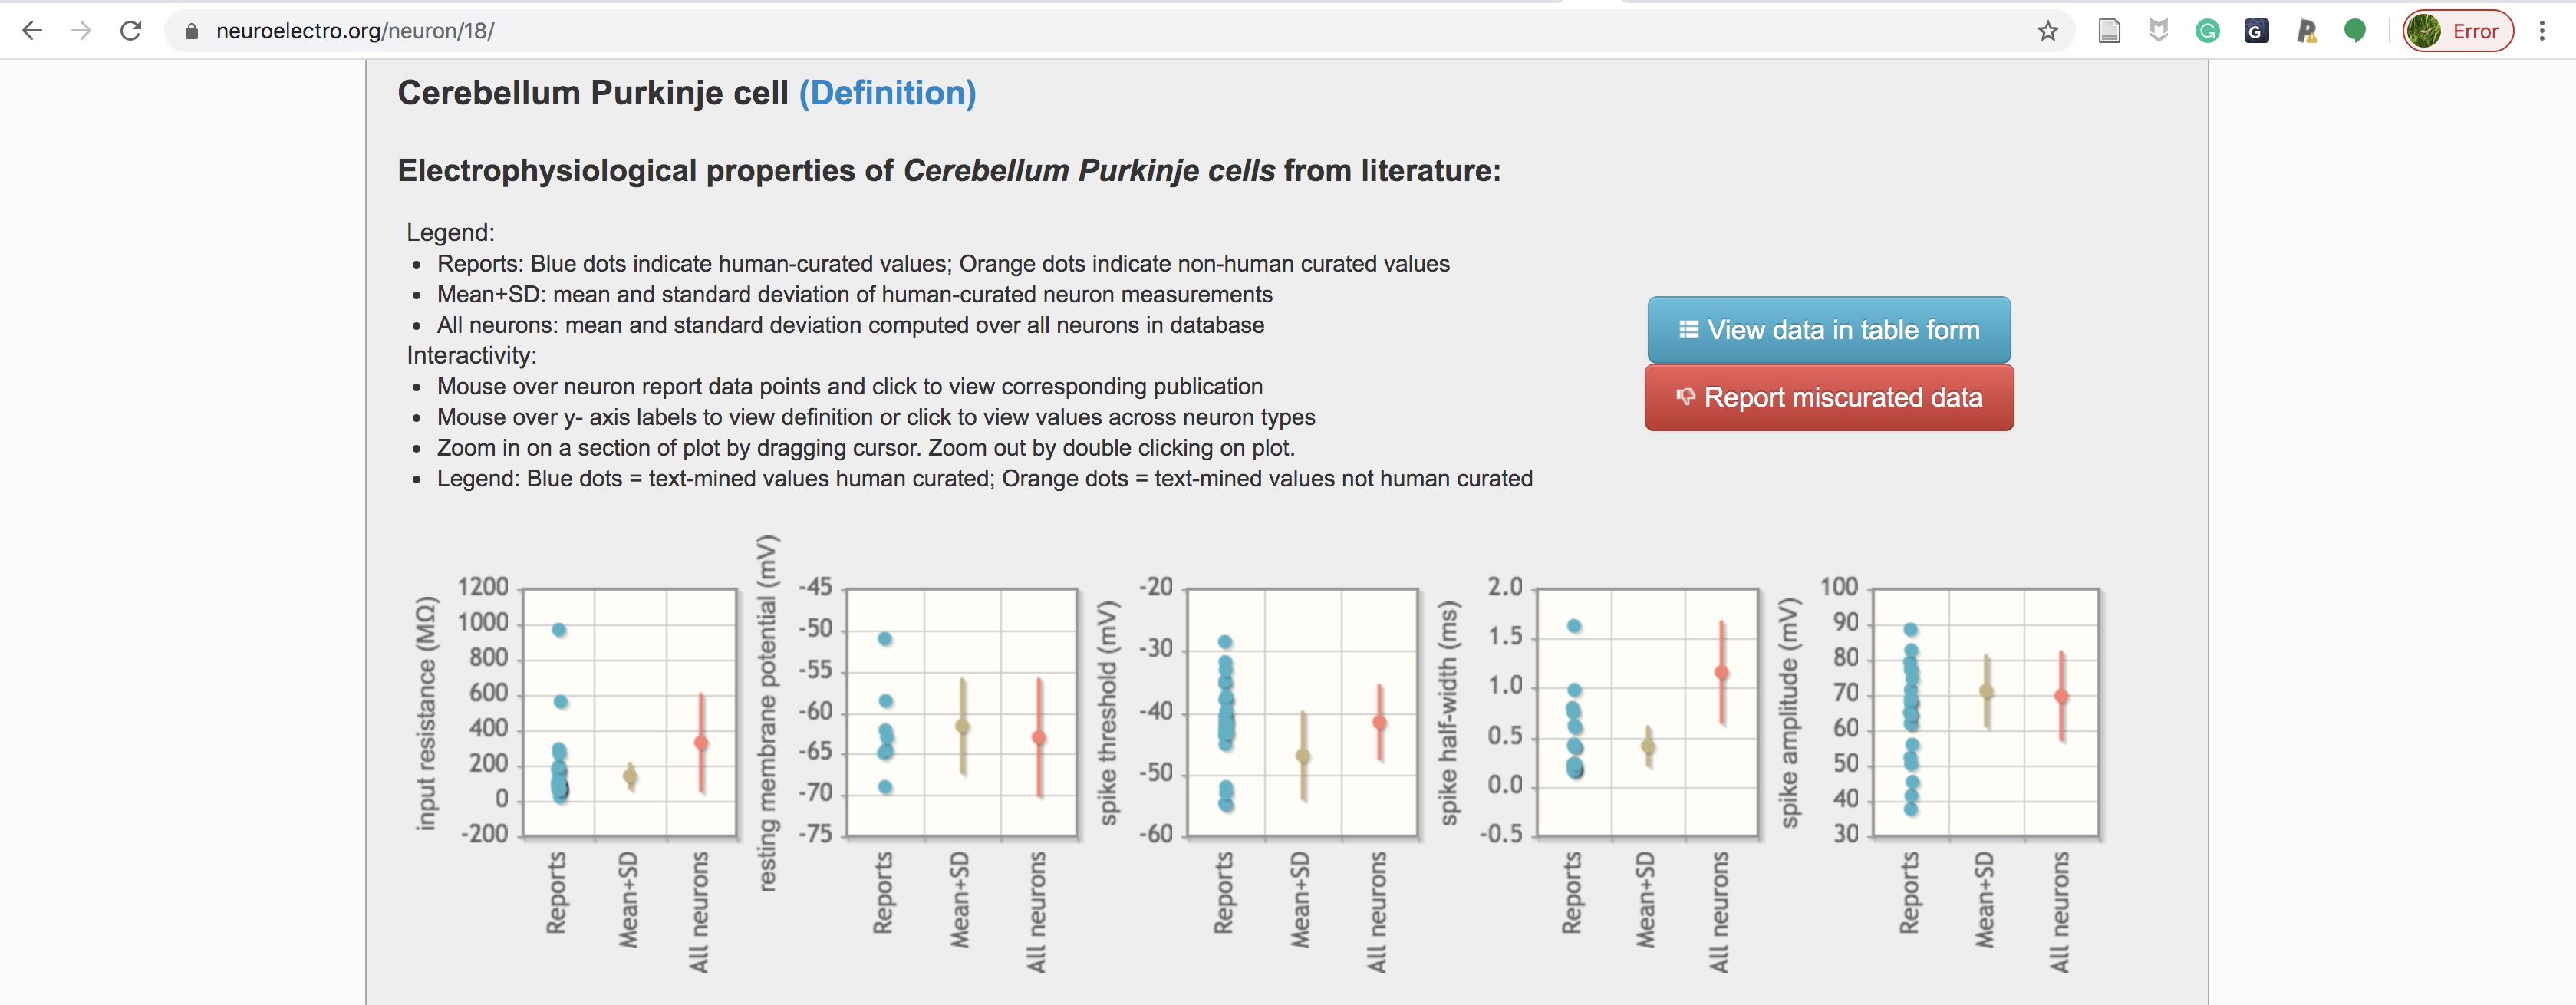 neuroelectro.org/neuron/18/
G
Error
Cerebellum Purkinje cell (Definition)
Electrophysiological properties of Cerebellum Purkinje cells from literature:
Legend:
• Reports: Blue dots indicate human-curated values; Orange dots indicate non-human curated values
• Mean+SD: mean and standard deviation of human-curated neuron measurements
• All neurons: mean and standard deviation computed over all neurons in database
Interactivity:
• Mouse over neuron report data points and click to view corresponding publication
• Mouse over y- axis labels to view definition or click to view values across neuron types
• Zoom in on a section of plot by dragging cursor. Zoom out by double clicking on plot.
• Legend: Blue dots = text-mined values human curated; Orange dots = text-mined values not human curated
View data in table form
Report miscurated data
input resistance (MΩ)
1200
1000
800
600
400
200
0
-200
Reports
Mean+SD
All neurons
resting membrane potential (mV)
-45
-50
-55
-60
-65
-70
-75
Reports
Mean+SD
All neurons
spike threshold (mV)
-20
-30
-40
-50
-60
Reports
Mean+SD
All neurons
spike half-width (ms)
2.0
1.5
1.0
0.5
0.0
-0.5
Reports
Mean+SD
All neurons
spike amplitude (mV)
100
90
80
70
60
50
40
30
Reports
Mean+SD
All neurons